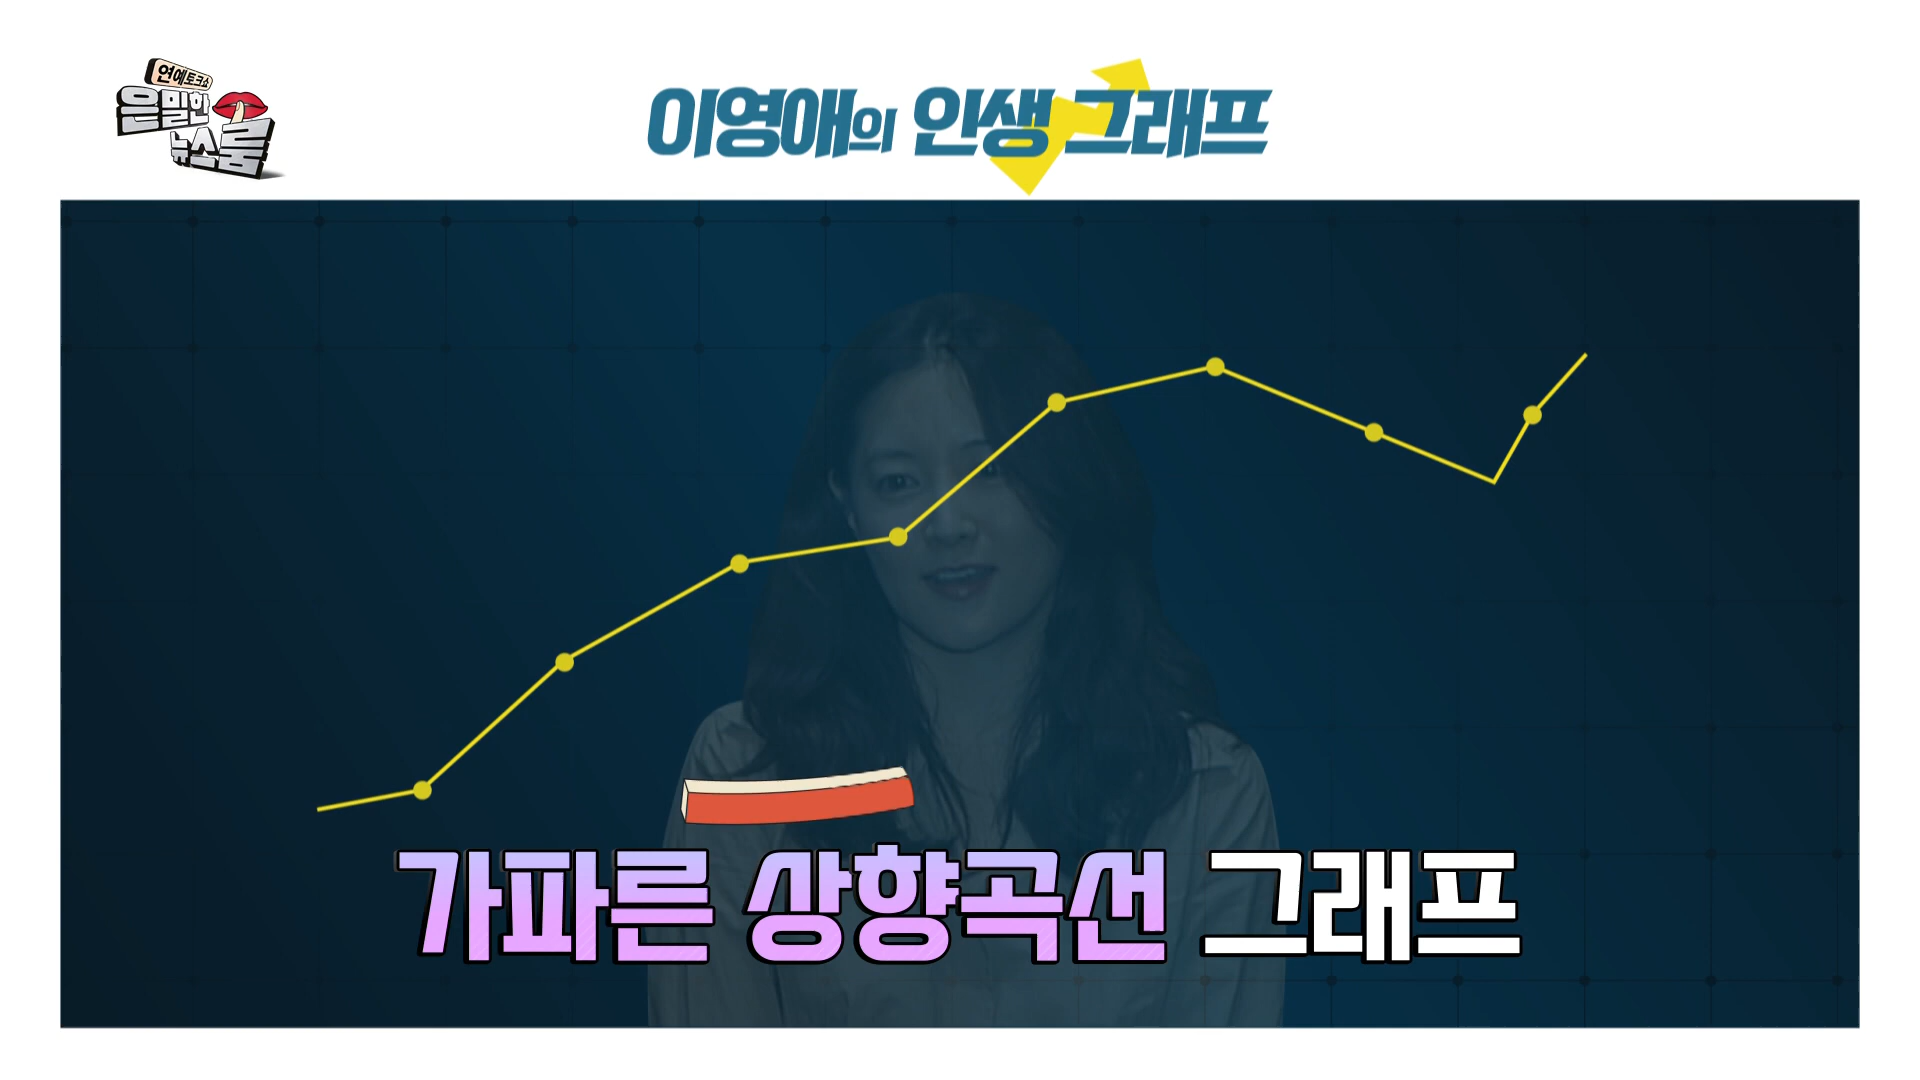 연예토크쇼
은밀한
뉴스룸
이영애의 인생 그래프
가파른 상향곡선 그래프